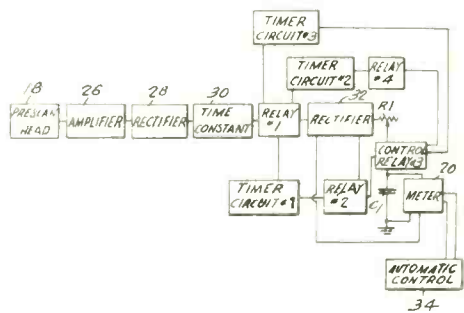 TIMER
CIRCUIT#3
TIMER
CIRCUIT#2
RELAY
#4
18
26
28
30
32
R1
PRESCAN
HEAD
AMPLIFIER
RECTIFIER
TIME
CONSTANT
RELAY
#1
RECTIFIER
CONTROL
RELAY#3
20
TIMER
CIRCUIT#1
RELAY
#2
C1
METER
AUTOMATIC
CONTROL
34